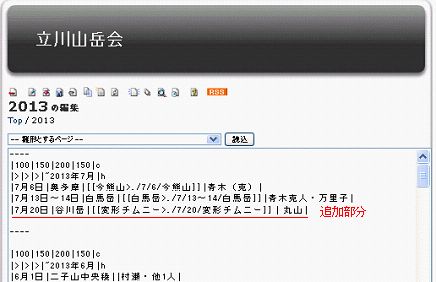 立川山岳会
RSS
2013 の編集
Top / 2013
-- 雛形とするページ -- 読込
----
|100|150|200|150|c
|>|>|>|~2013年7月|h
|7月6日|奥多摩|[[今熊山>./7/6/今熊山]]|青木（克）|
|7月13日～14日|白馬岳|[[白馬岳>./7/13～14/白馬岳]]|青木克人・万里子|
|7月20日|谷川岳|[[変形チムニー>./7/20/変形チムニー]] | 丸山| 追加部分
----
|100|150|200|150|c
|>|>|>|~2013年6月|h
|6月1日|二子山中央稜||村瀬・他1人|